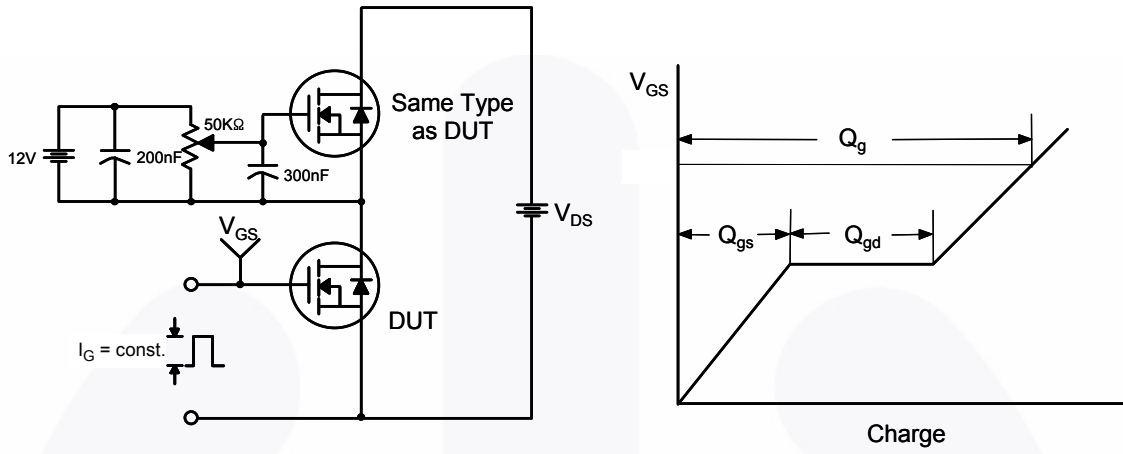 12V
200nF
50KΩ
300nF
Same Type
as DUT
V_GS
DUT
I_G = const.
V_DS
V_GS
Q_g
Q_gs
Q_gd
Charge